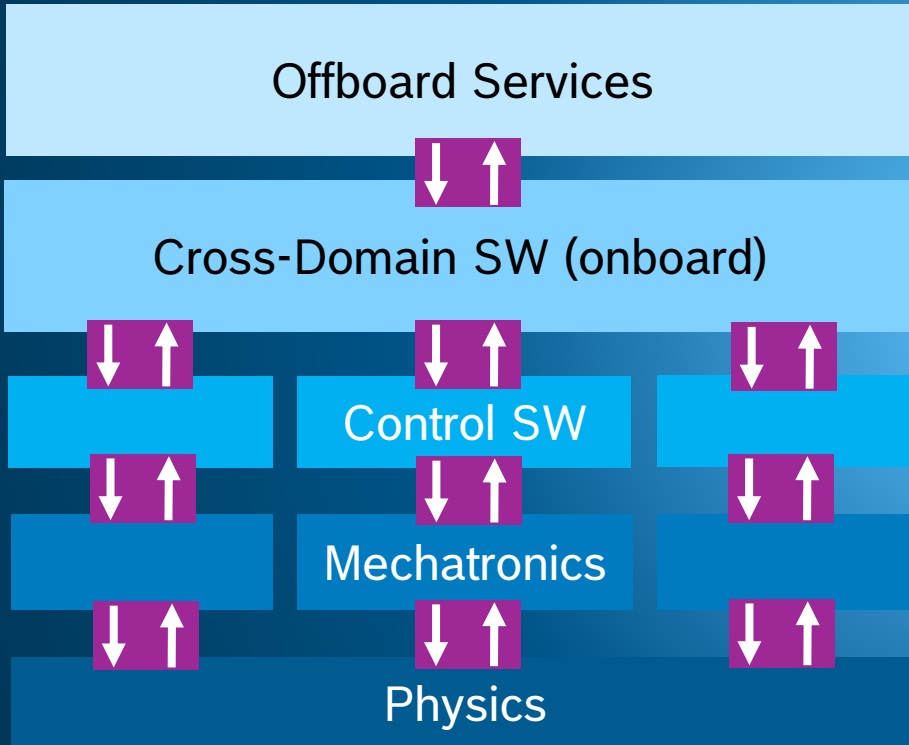 Offboard Services
Cross-Domain SW (onboard)
Control SW
Mechatronics
Physics